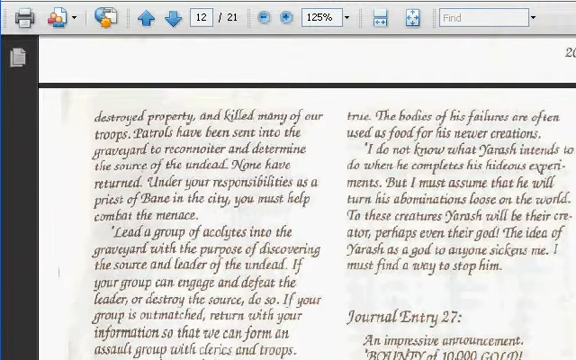 12 / 21
125%
Find
20
destroyed property, and killed many of our
troops. Patrols have been sent into the
graveyard to reconnoiter and determine
the source of the undead. None have
returned. Under your responsibilities as a
priest of Bane in the city, you must help
combat the menace.
"Lead a group of acolytes into the
graveyard with the purpose of discovering
the source and leader of the undead. If
your group can engage and defeat the
leader, or destroy the source, do so. If your
group is outmatched, return with your
information so that we can form an
assault group with clerics and troops.
true. The bodies of his failures are often
used as food for his newer creations.
"I do not know what Yarash intends to
do when he completes his hideous experi-
ments. But I must assume that he will
turn his abominations loose on the world.
To these creatures Yarash will be their cre-
ator, perhaps even their god! The idea of
Yarash as a god to anyone sickens me. I
must find a way to stop him.
Journal Entry 27:
An impressive announcement.
"BOUNTY of 10,000 GOLD!